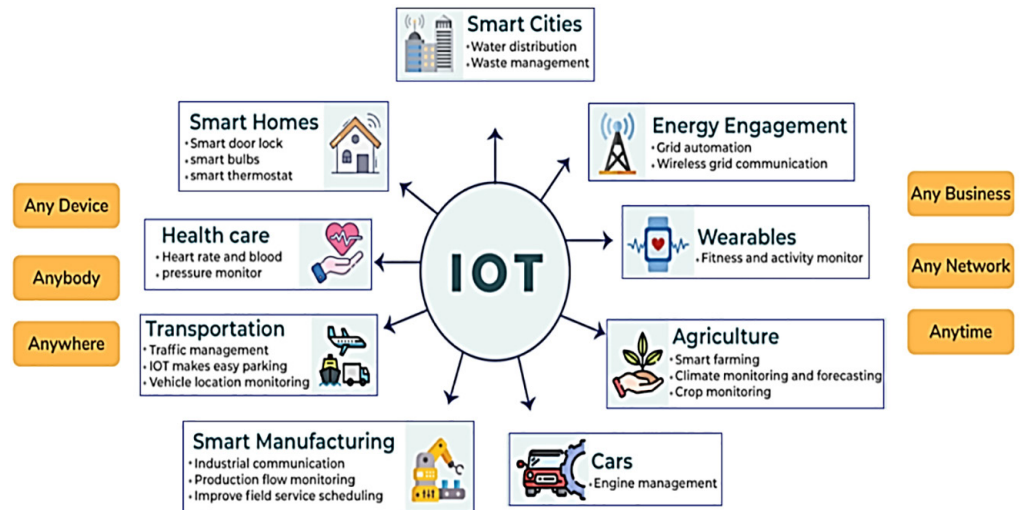 Smart Cities
• Water distribution
• Waste management
Smart Homes
• Smart door lock
• smart bulbs
• smart thermostat
Energy Engagement
• Grid automation
• Wireless grid communication
Any Device
Anybody
Anywhere
Health care
• Heart rate and blood
• pressure monitor
IOT
Wearables
• Fitness and activity monitor
Any Business
Any Network
Anytime
Transportation
• Traffic management
• IOT makes easy parking
• Vehicle location monitoring
Agriculture
• Smart farming
• Climate monitoring and forecasting
• Crop monitoring
Smart Manufacturing
• Industrial communication
• Production flow monitoring
• Improve field service scheduling
Cars
• Engine management